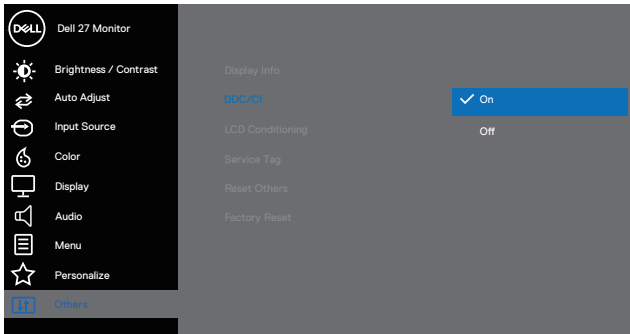 DELL
Dell 27 Monitor
Brightness / Contrast
Auto Adjust
Input Source
Color
Display
Audio
Menu
Personalize
Others
Display Info
DDC/CI
LCD Conditioning
Service Tag
Reset Others
Factory Reset
On
Off